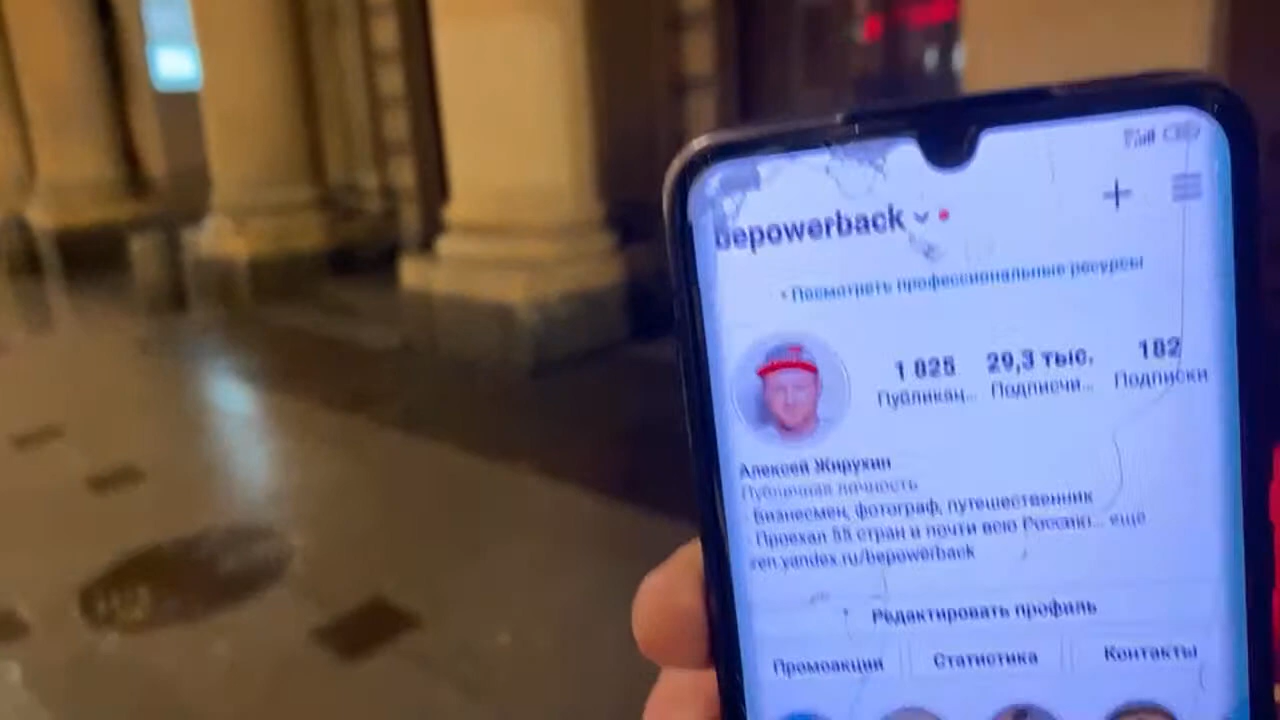 bepowerback
• Посмотреть профессиональные ресурсы
1 825 29,3 тыс. 182
Публикац... Подписчи... Подписки
Алексей Жирухин
Публичная личность
Бизнесмен, фотограф, путешественник
Проехал 55 стран и почти всю Россию... ещё
zen.yandex.ru/bepowerback
Редактировать профиль
Промоакции Статистика Контакты